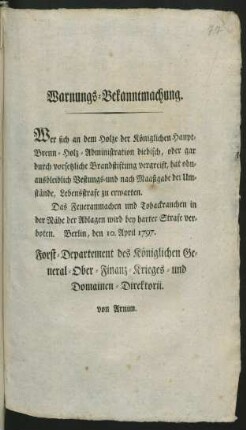 Warnungs-Bekanntmachung.
Wer sich an dem Holze der Königlichen Haupt-
Brenn-Holz-Administration diebisch, oder gar
durch vorsetzliche Brandstiftung vergreift, hat ohn-
ausbleiblich Vestungs-und nach Maaßgabe der Um-
stände, Lebensstrafe zu erwarten.
Das Feueranmachen und Tobackrauchen in
der Nähe der Ablagen wird bey harter Strafe ver-
boten. Berlin, den 10. April 1797.
Forst-Departement des Königlichen Ge-
neral-Ober-Finanz-Krieges-und
Domainen-Direktorii.
von Arnim.